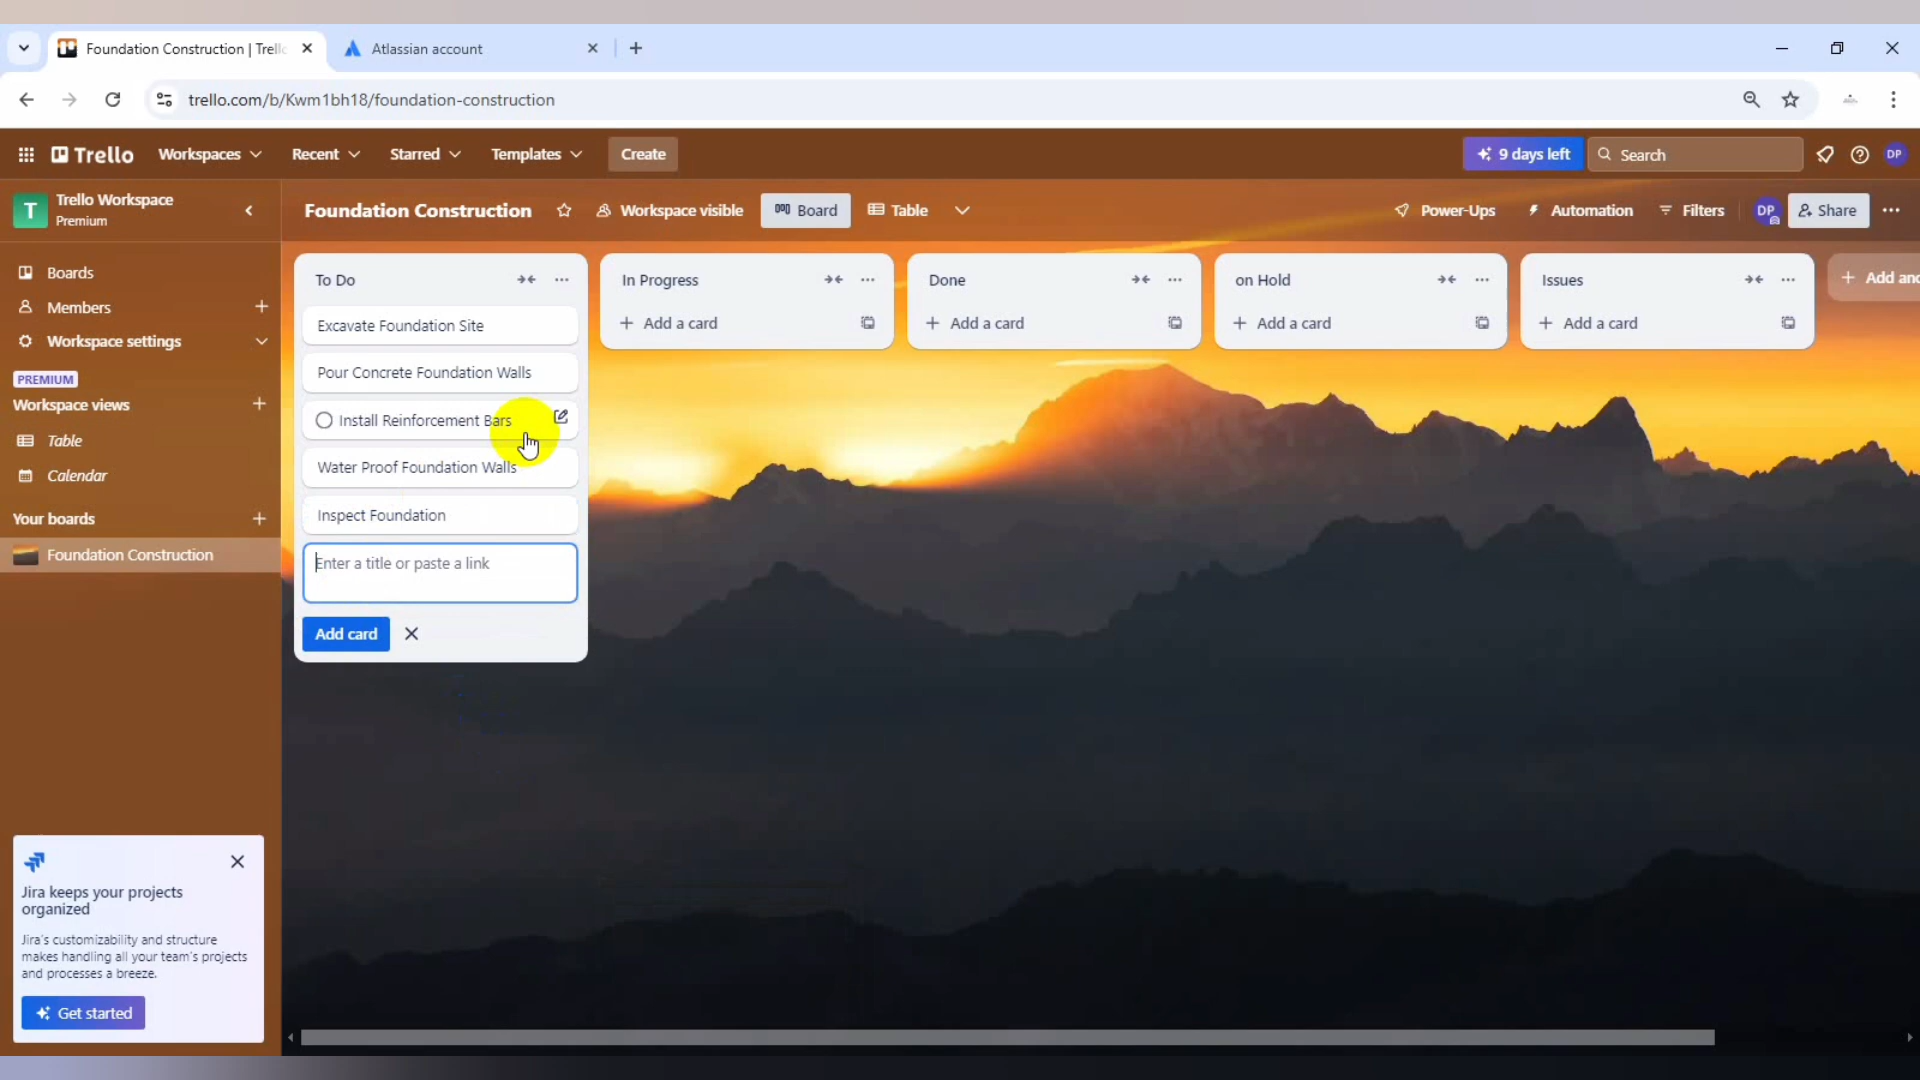 Foundation Construction | Trello
Atlassian account
trello.com/b/Kwm1bh18/foundation-construction
Trello
Workspaces
Recent
Starred
Templates
Create
9 days left
Search
DP
T
Trello Workspace
Premium
Foundation Construction
Workspace visible
Board
Table
Power-Ups
Automation
Filters
DP
Share
Boards
Members
Workspace settings
PREMIUM
Workspace views
Table
Calendar
Your boards
Foundation Construction
To Do
Excavate Foundation Site
Pour Concrete Foundation Walls
Install Reinforcement Bars
Water Proof Foundation Walls
Inspect Foundation
Enter a title or paste a link
Add card
In Progress
Add a card
Done
Add a card
on Hold
Add a card
Issues
Add a card
Add
Jira keeps your projects
organized
Jira's customizability and structure
makes handling all your team's projects
and processes a breeze.
Get started